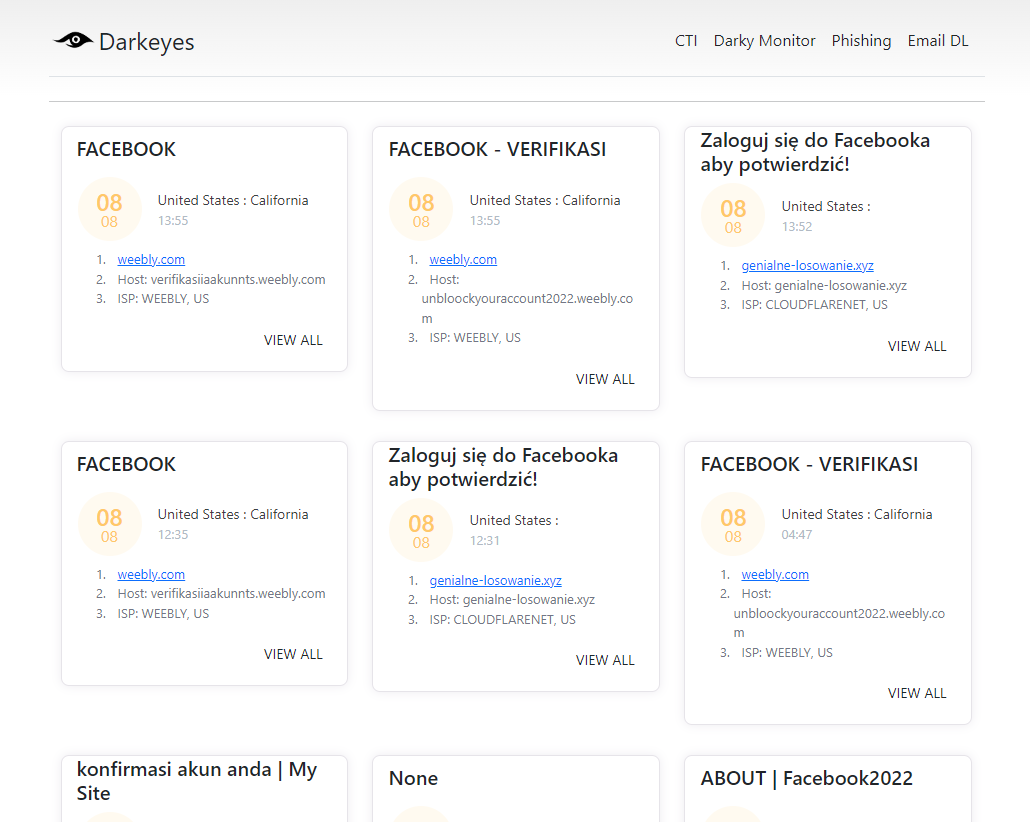 Darkeyes
CTI Darky Monitor Phishing Email DL
FACEBOOK
08
08
United States : California
13:55
1. weebly.com
2. Host: verifikasiiaakunnts.weebly.com
3. ISP: WEEBLY, US
VIEW ALL
FACEBOOK - VERIFIKASI
08
08
United States : California
13:55
1. weebly.com
2. Host:
unbloockyouraccount2022.weebly.co
m
3. ISP: WEEBLY, US
VIEW ALL
Zaloguj się do Facebooka
aby potwierdzić!
08
08
United States :
13:52
1. genialne-losowanie.xyz
2. Host: genialne-losowanie.xyz
3. ISP: CLOUDFLARENET, US
VIEW ALL
FACEBOOK
08
08
United States : California
12:35
1. weebly.com
2. Host: verifikasiiaakunnts.weebly.com
3. ISP: WEEBLY, US
VIEW ALL
Zaloguj się do Facebooka
aby potwierdzić!
08
08
United States :
12:31
1. genialne-losowanie.xyz
2. Host: genialne-losowanie.xyz
3. ISP: CLOUDFLARENET, US
VIEW ALL
FACEBOOK - VERIFIKASI
08
08
United States : California
04:47
1. weebly.com
2. Host:
unbloockyouraccount2022.weebly.co
m
3. ISP: WEEBLY, US
VIEW ALL
konfirmasi akun anda | My
Site
None
ABOUT | Facebook2022